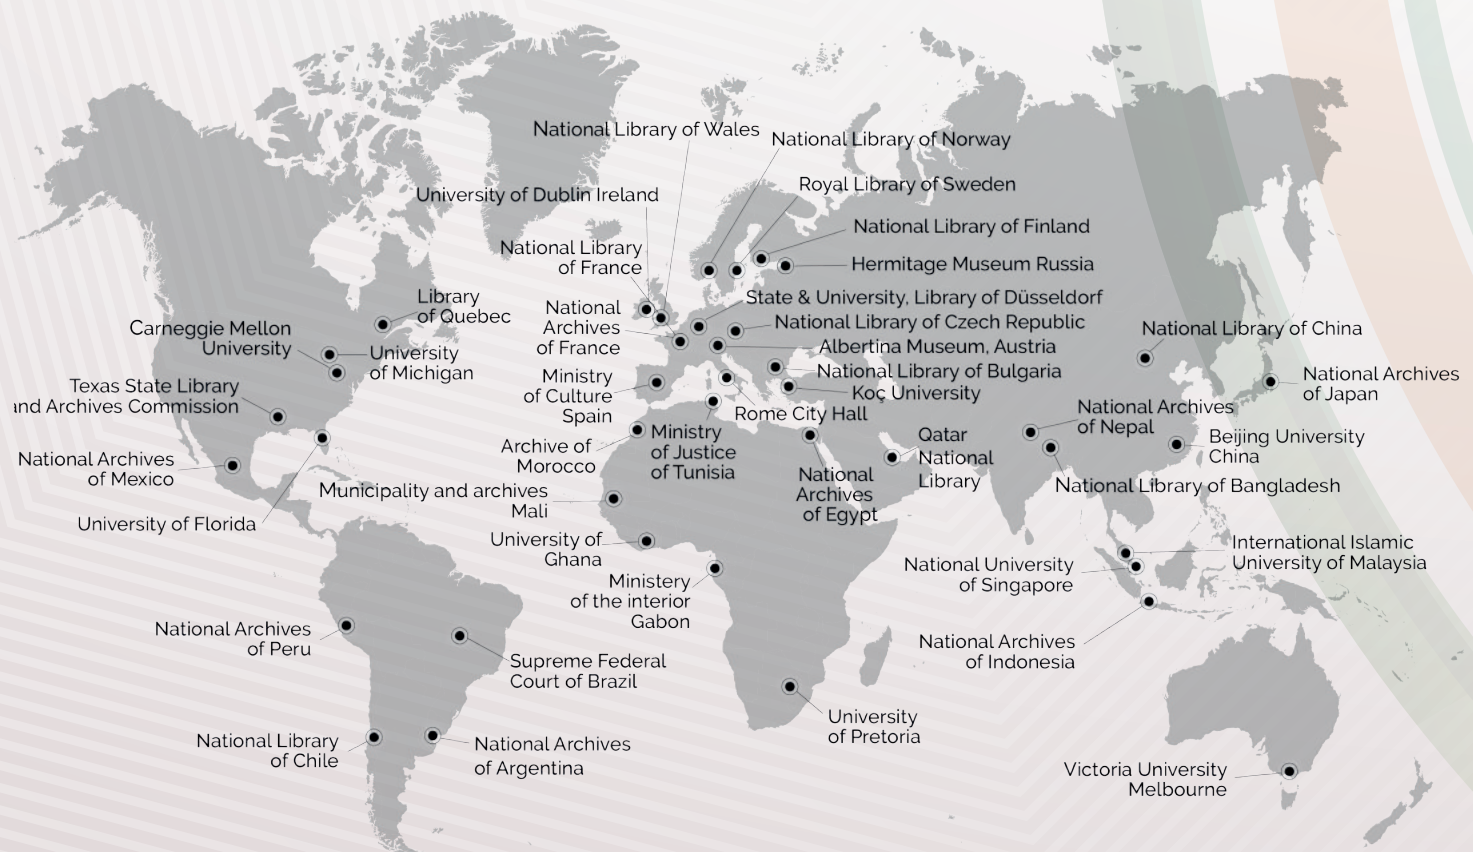 National Library of Wales
National Library of Norway
Royal Library of Sweden
University of Dublin Ireland
National Library of Finland
National Library
of France
Hermitage Museum Russia
Library
of Quebec
State & University, Library of Düsseldorf
National
Archives
of France
National Library of Czech Republic
Carneggie Mellon
University
National Library of China
University
of Michigan
Albertina Museum, Austria
Ministry
of Culture
Spain
National Library of Bulgaria
National Archives
of Japan
Texas State Library
and Archives Commission
Koç University
Rome City Hall
National Archives
of Nepal
Archive of
Morocco
Ministry
of Justice
of Tunisia
Qatar
National
Library
Beijing University
China
National Archives
of Mexico
National
Archives
of Egypt
National Library of Bangladesh
Municipality and archives
Mali
University of Florida
University of
Ghana
International Islamic
University of Malaysia
National University
of Singapore
Ministery
of the interior
Gabon
National Archives
of Peru
National Archives
of Indonesia
Supreme Federal
Court of Brazil
University
of Pretoria
National Library
of Chile
National Archives
of Argentina
Victoria University
Melbourne